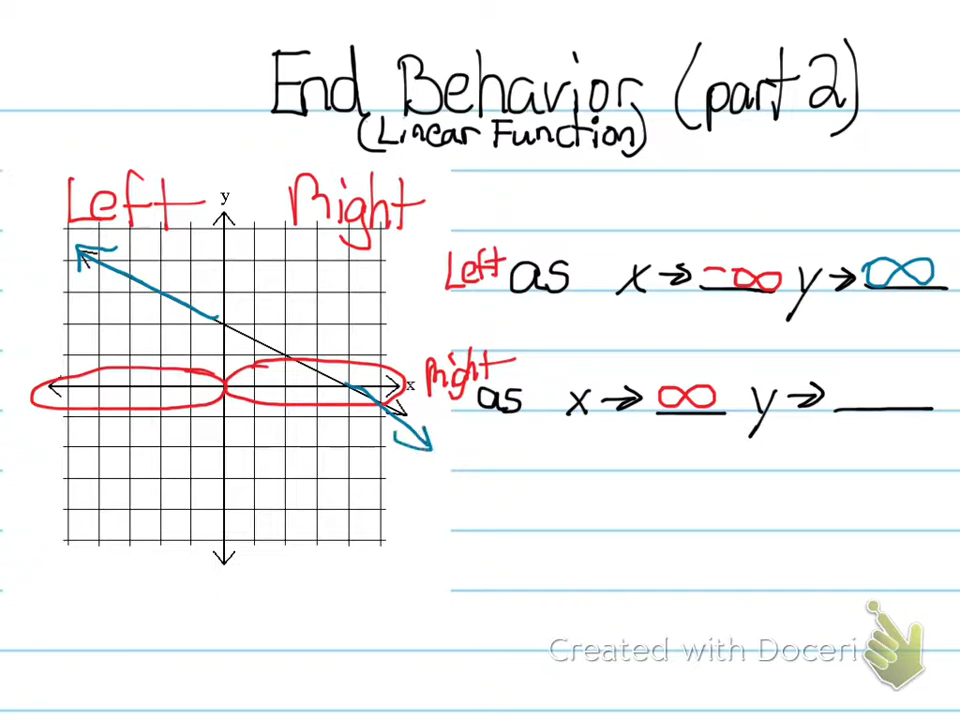 End Behavior (part 2)
(Linear Function)
Left Right
y
Left as x → -∞ y → ∞
x
Right as x → ∞ y → ___
Created with Doceri